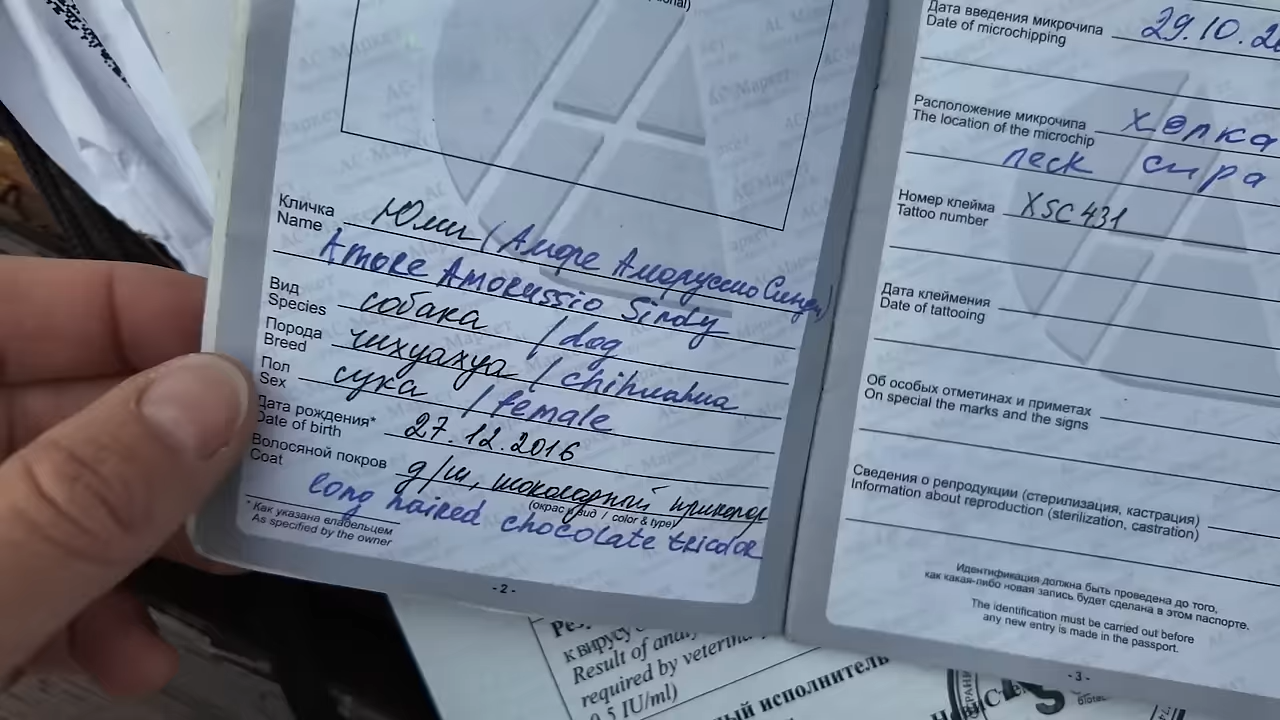 Кличка Юми (Аморе Аморуссио Синди)
Name Amore Amorussio Sindy
Вид собака / dog
Species
Порода чихуахуа / chihuahua
Breed
Пол сука / female
Sex
Дата рождения* 27.12.2016
Date of birth
Волосяной покров д/ш, шоколадный триколор
Coat (окрас и вид / color & type)
long haired chocolate tricolor
* Как указана владельцем
As specified by the owner
- 2 -
Дата введения микрочипа 29.10.20
Date of microchipping
Расположение микрочипа холка
The location of the microchip
Номер клейма XSC 431
Tattoo number
Дата клеймения
Date of tattooing
Об особых отметинах и приметах
On special the marks and the signs
Сведения о репродукции (стерилизация, кастрация)
Information about reproduction (sterilization, castration)
Идентификация должна быть проведена до того,
как какая-либо новая запись будет сделана в этом паспорте.
The identification must be carried out before
any new entry is made in the passport.
- 3 -
к вирусу
Result of
required by
0.5 IU/ml)
исполнитель